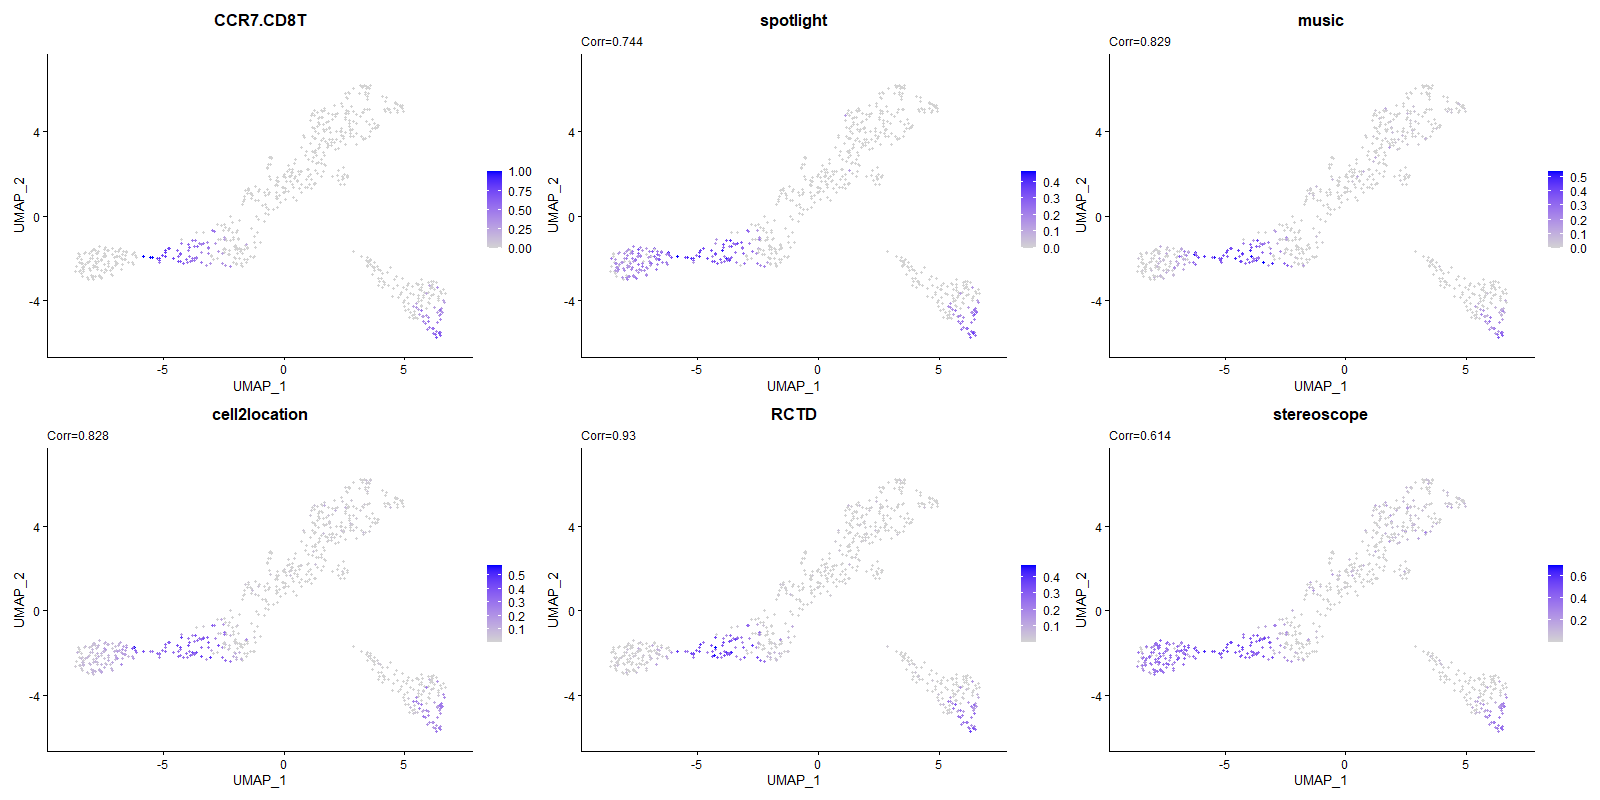 CCR7.CD8T
UMAP_2
4
0
-4
-5
0
5
UMAP_1
1.00
0.75
0.50
0.25
0.00
spotlight
Corr=0.744
UMAP_2
4
0
-4
-5
0
5
UMAP_1
0.4
0.3
0.2
0.1
0.0
music
Corr=0.829
UMAP_2
4
0
-4
-5
0
5
UMAP_1
0.5
0.4
0.3
0.2
0.1
0.0
cell2location
Corr=0.828
UMAP_2
4
0
-4
-5
0
5
UMAP_1
0.5
0.4
0.3
0.2
0.1
RCTD
Corr=0.93
UMAP_2
4
0
-4
-5
0
5
UMAP_1
0.4
0.3
0.2
0.1
stereoscope
Corr=0.614
UMAP_2
4
0
-4
-5
0
5
UMAP_1
0.6
0.4
0.2